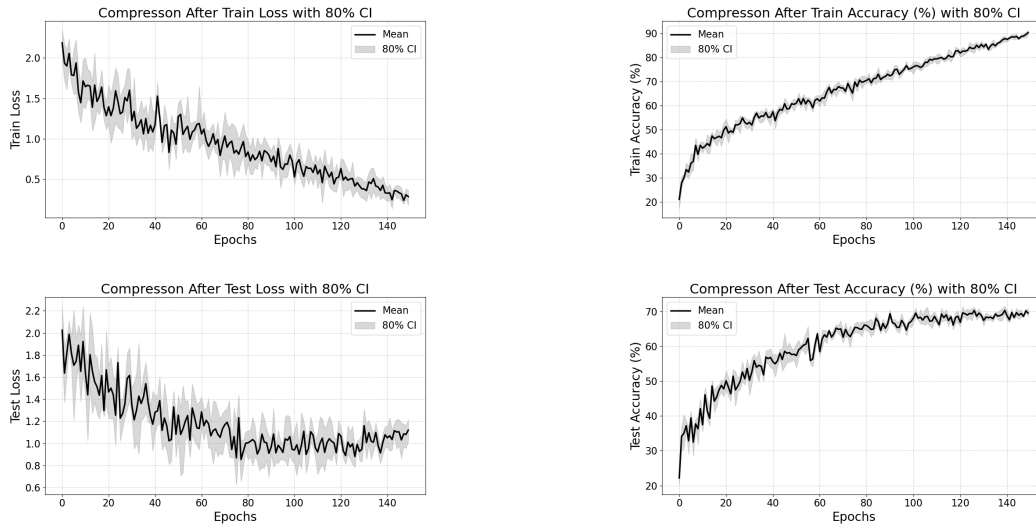 Compresson After Train Loss with 80% CI
Mean
80% CI
2.0
1.5
1.0
0.5
Train Loss
0 20 40 60 80 100 120 140
Epochs
Compresson After Train Accuracy (%) with 80% CI
Mean
80% CI
90
80
70
60
50
40
30
20
Train Accuracy (%)
0 20 40 60 80 100 120 140
Epochs
Compresson After Test Loss with 80% CI
Mean
80% CI
2.2
2.0
1.8
1.6
1.4
1.2
1.0
0.8
0.6
Test Loss
0 20 40 60 80 100 120 140
Epochs
Compresson After Test Accuracy (%) with 80% CI
Mean
80% CI
70
60
50
40
30
20
Test Accuracy (%)
0 20 40 60 80 100 120 140
Epochs